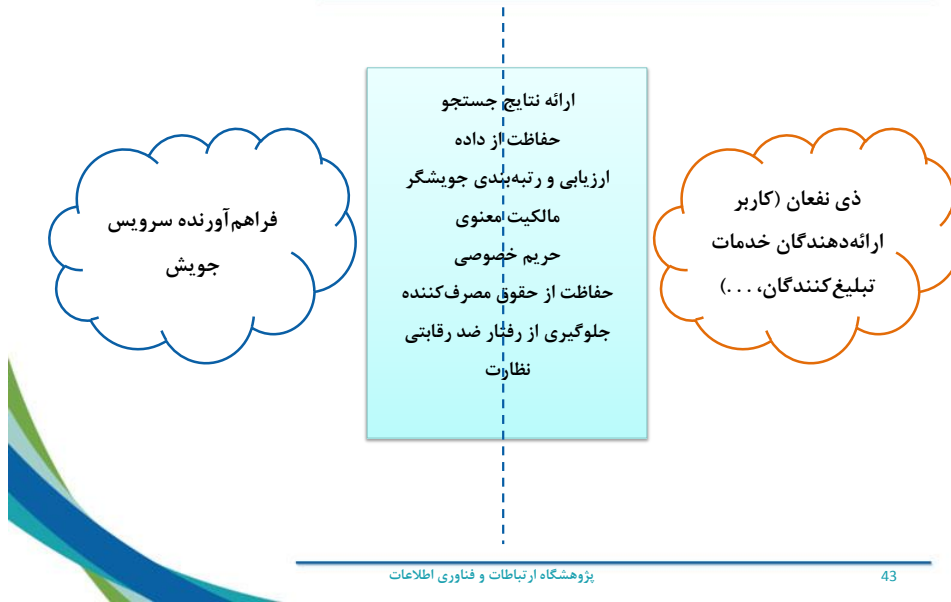 ارائه نتایج جستجو
حفاظت از داده
ارزیابی و رتبه‌بندی جویشگر
مالکیت معنوی
حریم خصوصی
حفاظت از حقوق مصرف‌کننده
جلوگیری از رفتار ضد رقابتی
نظارت
ذی نفعان (کاربر
ارائه‌دهندگان خدمات
تبلیغ‌کنندگان، . . .)
فراهم‌آورنده سرویس
جویش
پژوهشگاه ارتباطات و فناوری اطلاعات
43